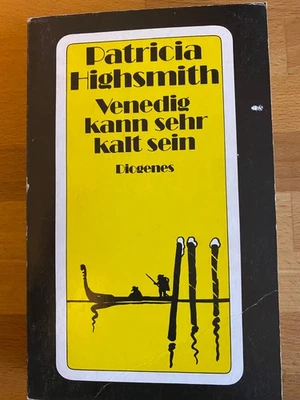 Patricia
Highsmith
Venedig
kann sehr
kalt sein
Diogenes